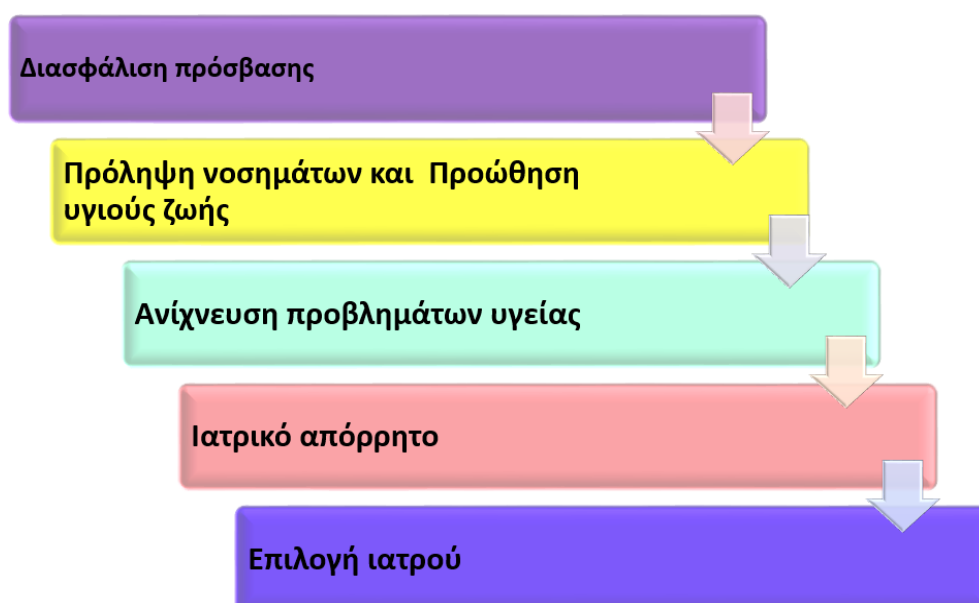 Διασφάλιση πρόσβασης
Πρόληψη νοσημάτων και Προώθηση
υγιούς ζωής
Ανίχνευση προβλημάτων υγείας
Ιατρικό απόρρητο
Επιλογή ιατρού